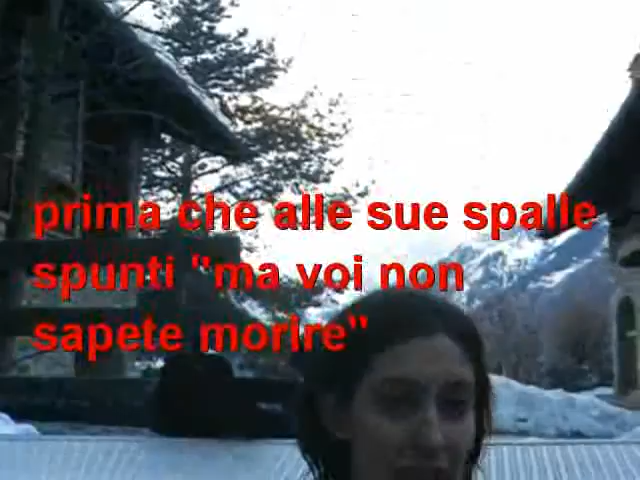 prima che alle sue spalle
spunti "ma voi non
sapete morire"